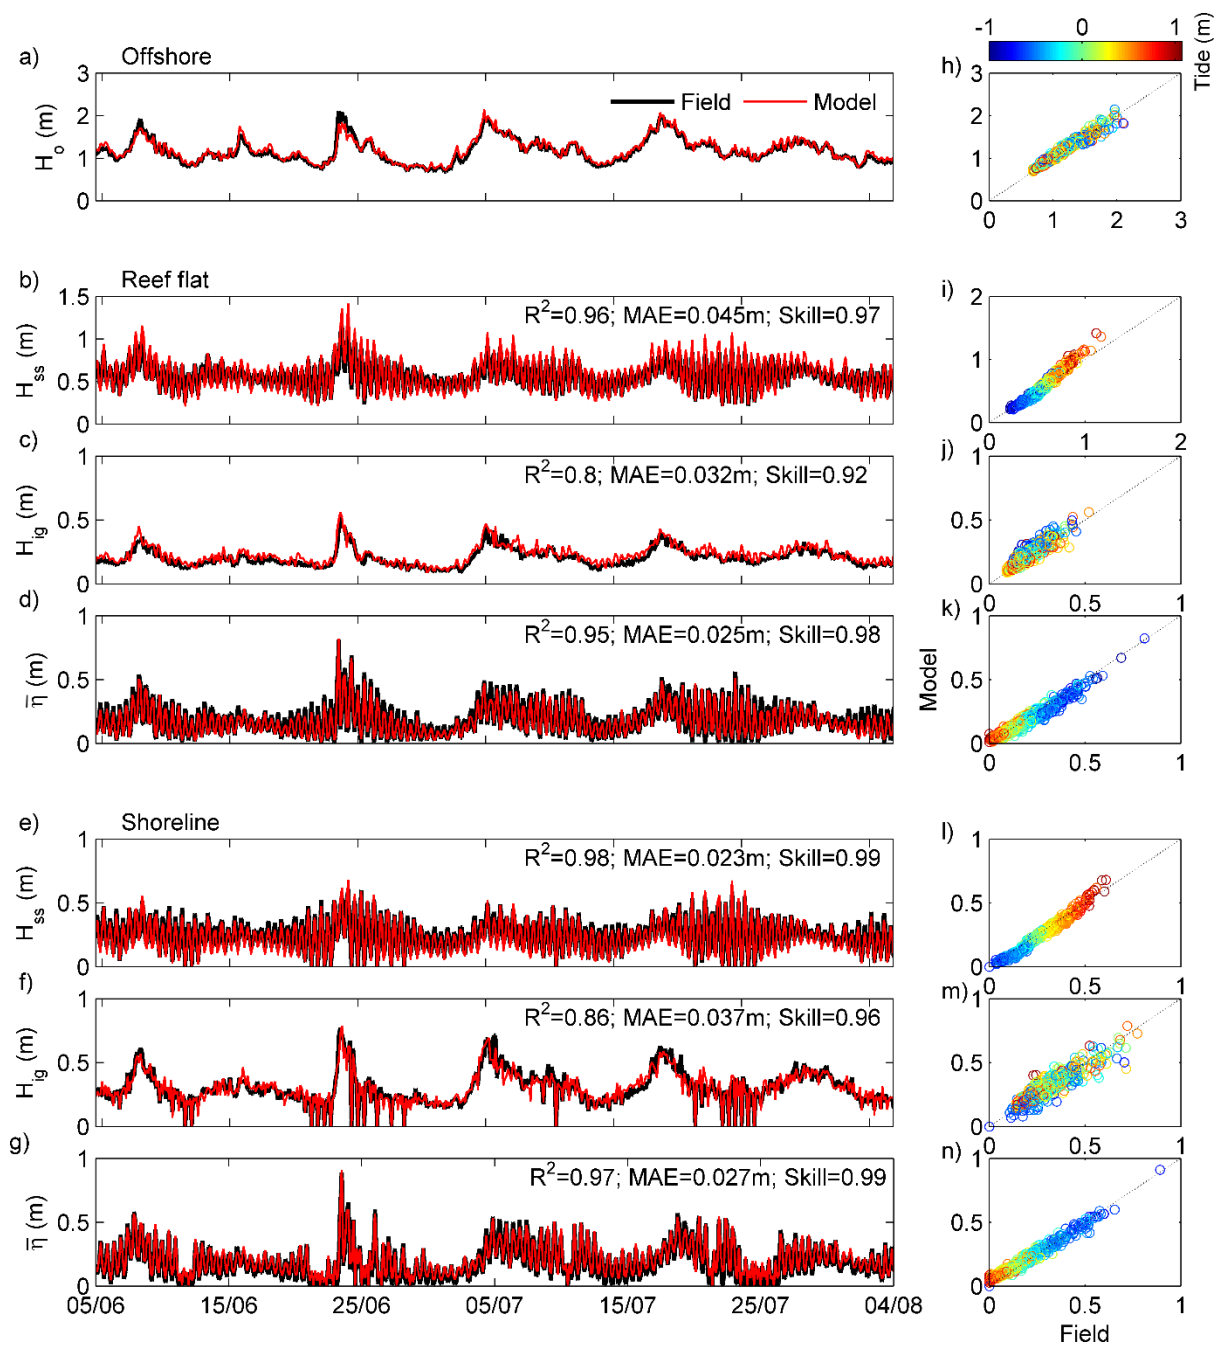 -1 0 1
Tide (m)
a) Offshore
3
2
1
0
H_o (m)
Field Model
h)
3
2
1
0
0 1 2 3
b) Reef flat
1.5
1
0.5
0
H_ss (m)
R²=0.96; MAE=0.045m; Skill=0.97
i)
2
1
0
0 1 2
c)
1
0.5
0
H_ig (m)
R²=0.8; MAE=0.032m; Skill=0.92
j)
1
0.5
0
0 0.5 1
d)
1
0.5
0
η̅ (m)
R²=0.95; MAE=0.025m; Skill=0.98
k)
1
0.5
0
0 0.5 1
Model
e) Shoreline
1
0.5
0
H_ss (m)
R²=0.98; MAE=0.023m; Skill=0.99
l)
1
0.5
0
0 0.5 1
f)
1
0.5
0
H_ig (m)
R²=0.86; MAE=0.037m; Skill=0.96
m)
1
0.5
0
0 0.5 1
g)
1
0.5
0
η̅ (m)
R²=0.97; MAE=0.027m; Skill=0.99
05/06 15/06 25/06 05/07 15/07 25/07 04/08
n)
1
0.5
0
0 0.5 1
Field